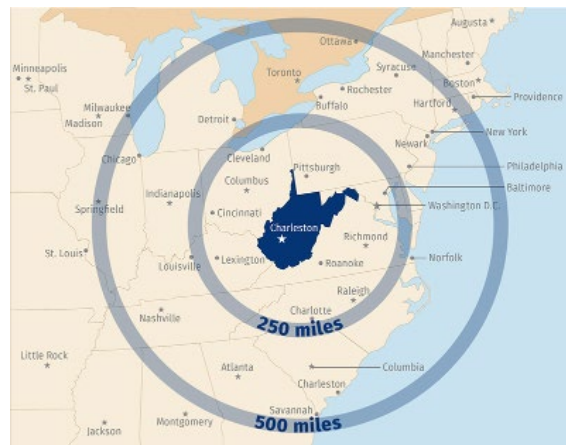 Augusta
Ottawa
Minneapolis
St. Paul
Manchester
Syracuse
Toronto
Boston
Rochester
Buffalo
Providence
Milwaukee
Hartford
Madison
Detroit
New York
Newark
Chicago
Cleveland
Pittsburgh
Philadelphia
Columbus
Baltimore
Indianapolis
Washington D.C.
Springfield
Cincinnati
Charleston
Richmond
St. Louis
Louisville
Lexington
Roanoke
Norfolk
Raleigh
Charlotte
Nashville
250 miles
Little Rock
Atlanta
Columbia
Charleston
Savannah
Jackson
Montgomery
500 miles